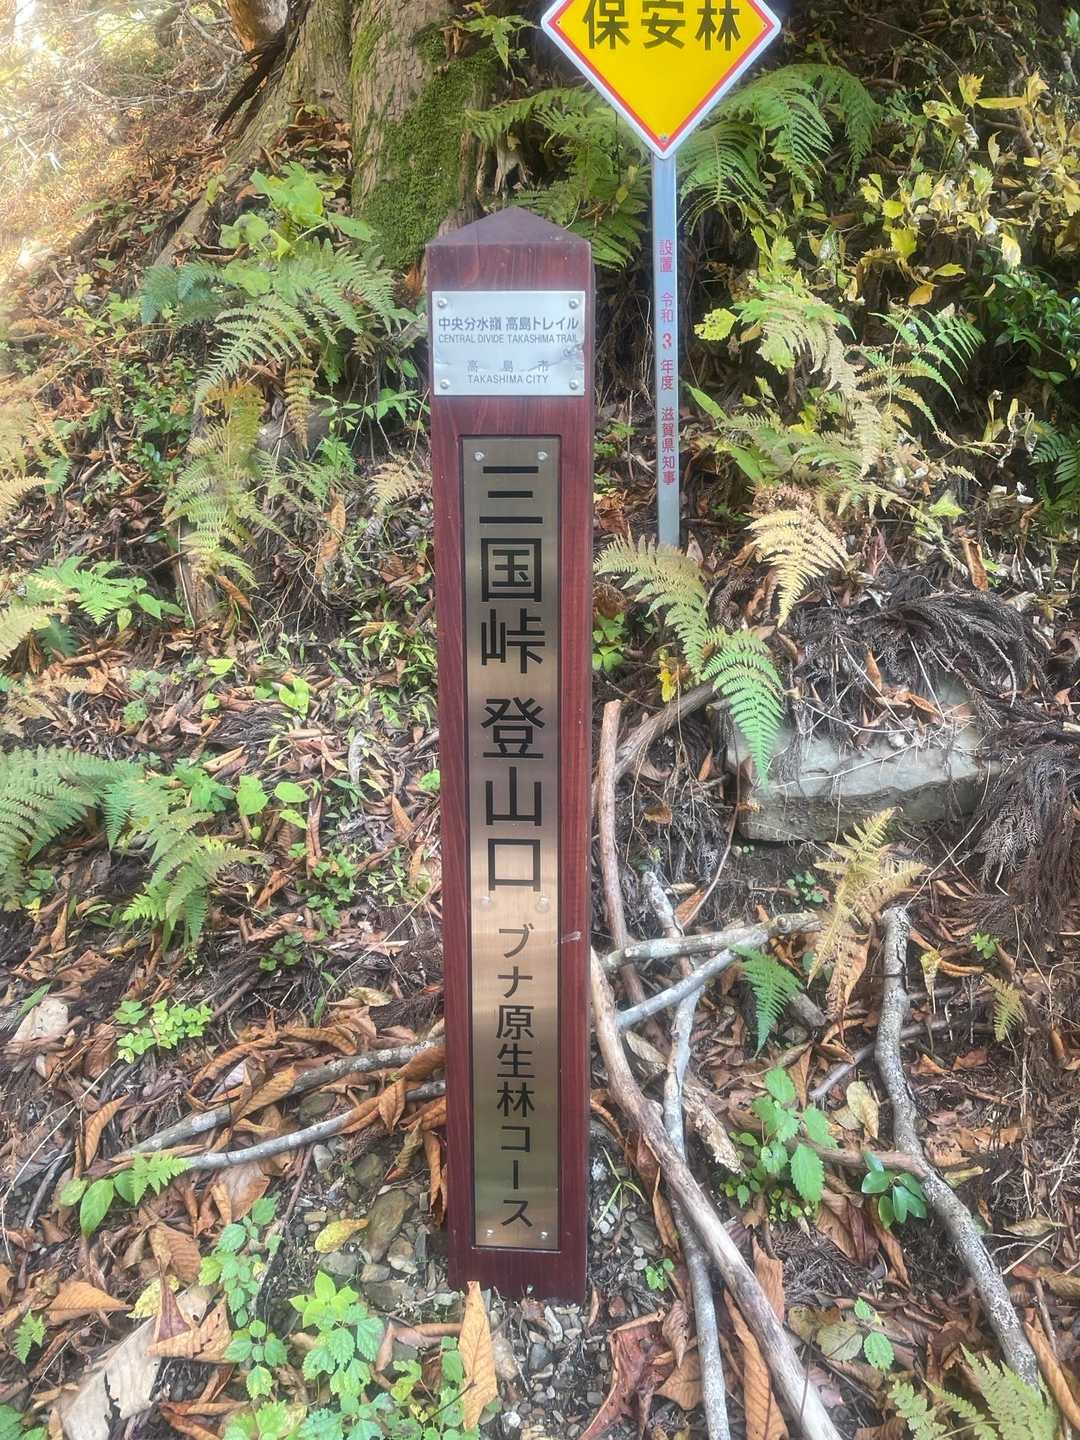 保安林
設置 令和3年度 滋賀県知事
中央分水嶺 高島トレイル
CENTRAL DIVIDE TAKASHIMA TRAIL
高島市
TAKASHIMA CITY
三国峠 登山口 ブナ原生林コース